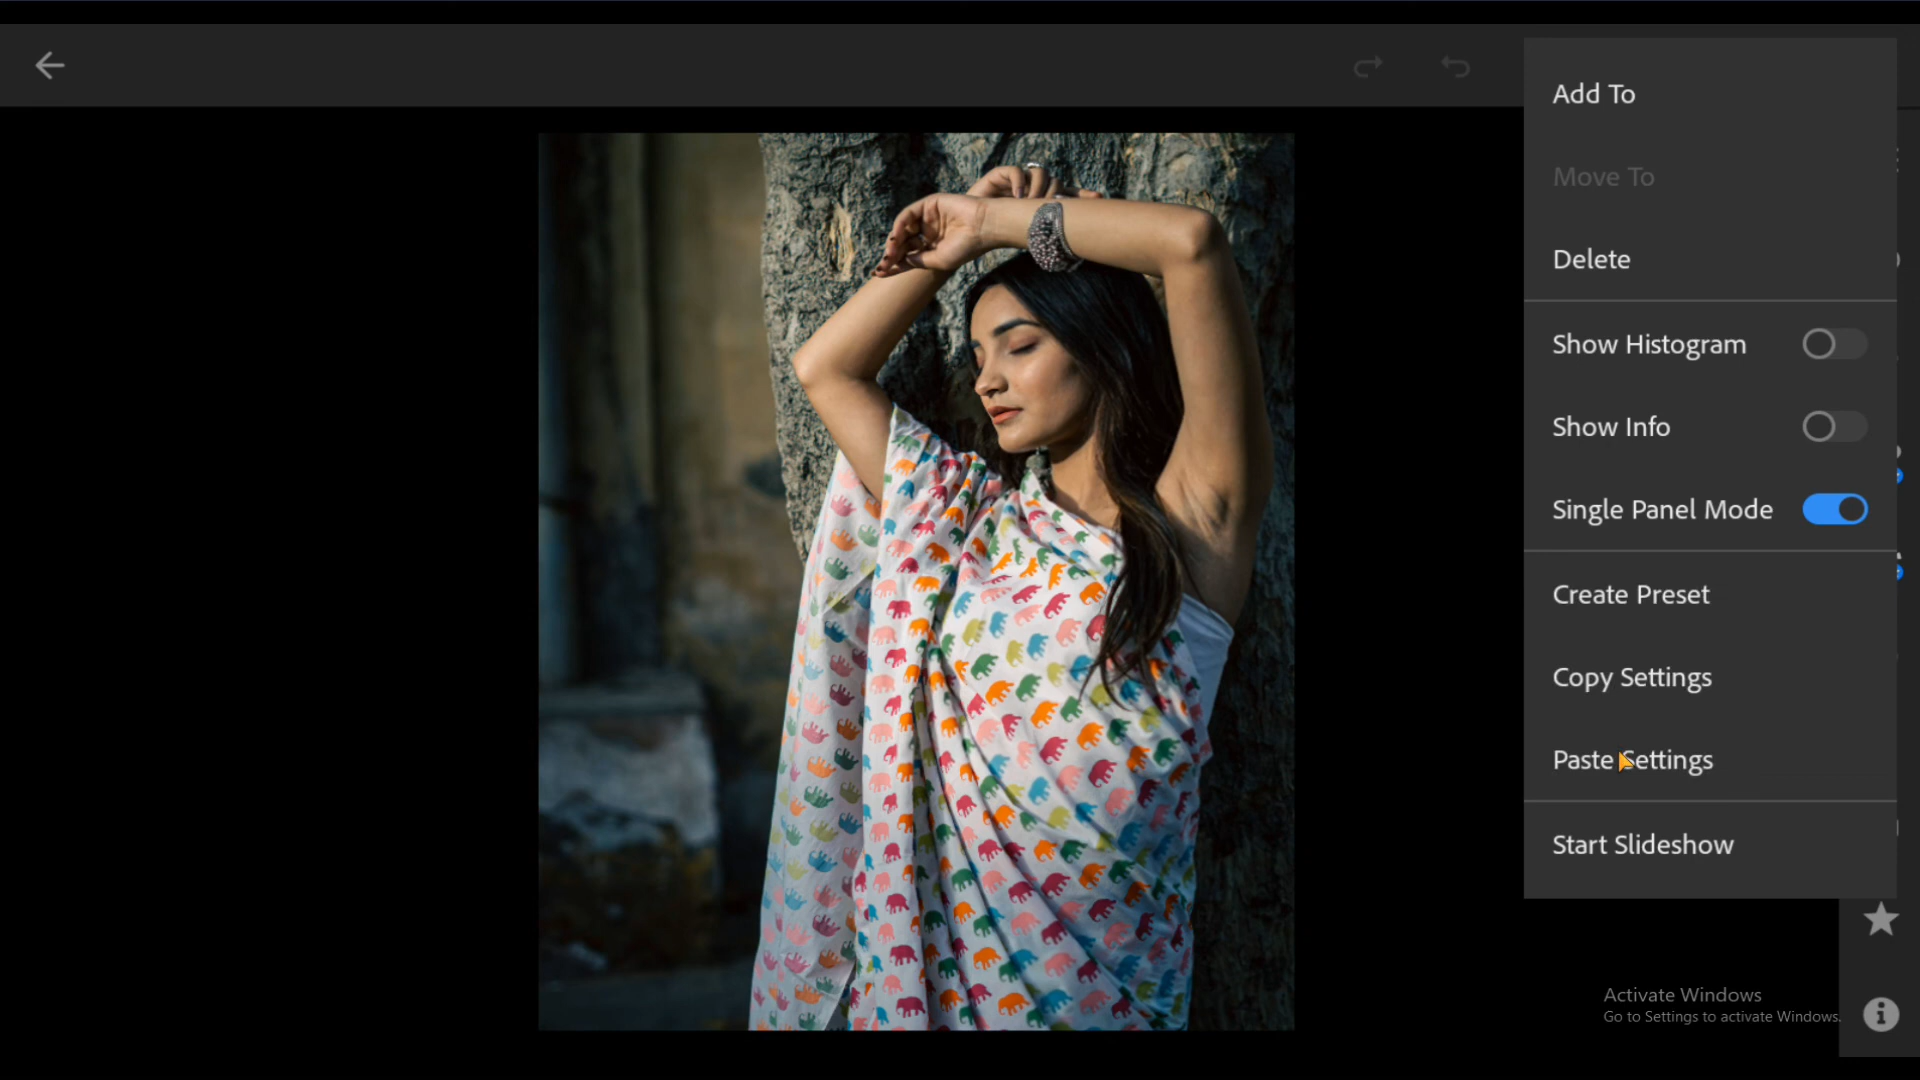 Add To
Move To
Delete
Show Histogram
Show Info
Single Panel Mode
Create Preset
Copy Settings
Paste Settings
Start Slideshow
Activate Windows
Go to Settings to activate Windows.